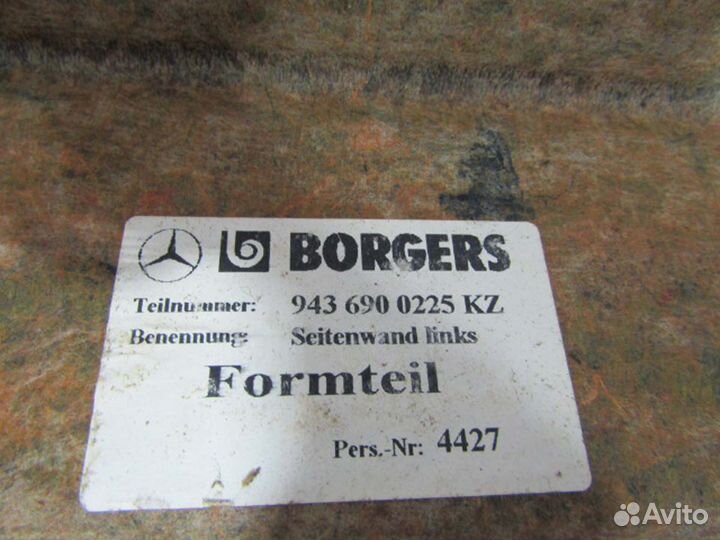 BORGERS
Teilnummer: 943 690 0225 KZ
Benennung: Seitenwand links
Formteil
Pers.-Nr: 4427
Avito